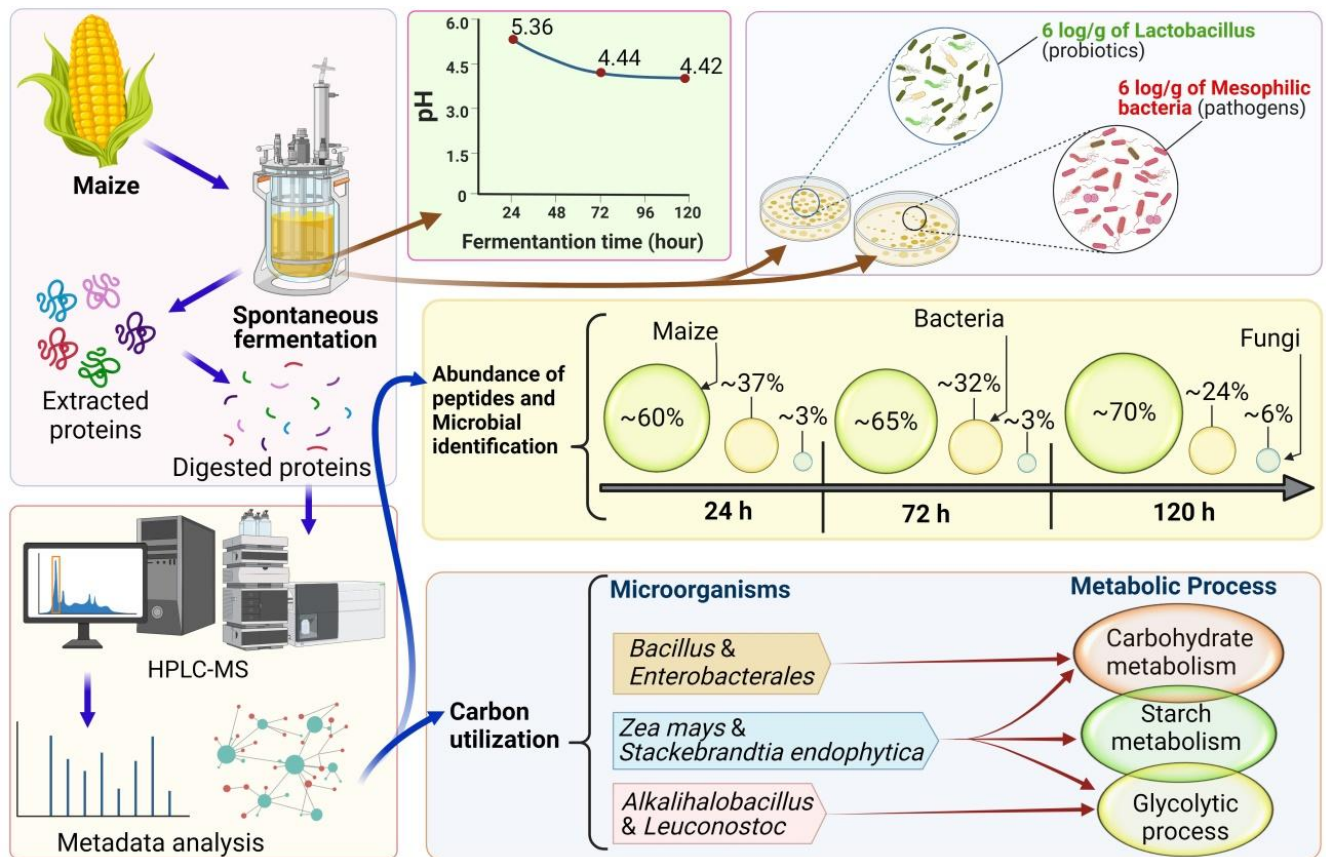 Maize
Spontaneous
fermentation
Extracted
proteins
Digested proteins
6.0
4.5
3.0
1.5
0
pH
5.36
4.44
4.42
24 48 72 96 120
Fermentantion time (hour)
6 log/g of Lactobacillus
(probiotics)
6 log/g of Mesophilic
bacteria (pathogens)
Abundance of
peptides and
Microbial
identification
Maize
Bacteria
Fungi
~60%
~37%
~3%
~65%
~32%
~3%
~70%
~24%
~6%
24 h
72 h
120 h
HPLC-MS
Metadata analysis
Carbon
utilization
Microorganisms
Bacillus &
Enterobacterales
Zea mays &
Stackebrandtia endophytica
Alkalihalobacillus
& Leuconostoc
Metabolic Process
Carbohydrate
metabolism
Starch
metabolism
Glycolytic
process